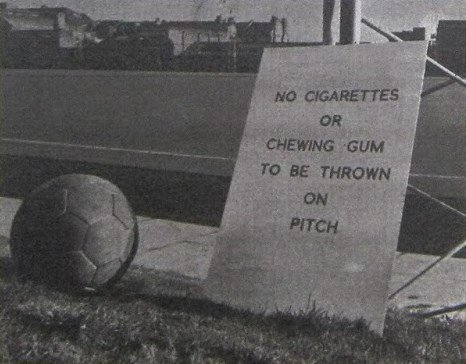 NO CIGARETTES
OR
CHEWING GUM
TO BE THROWN
ON
PITCH